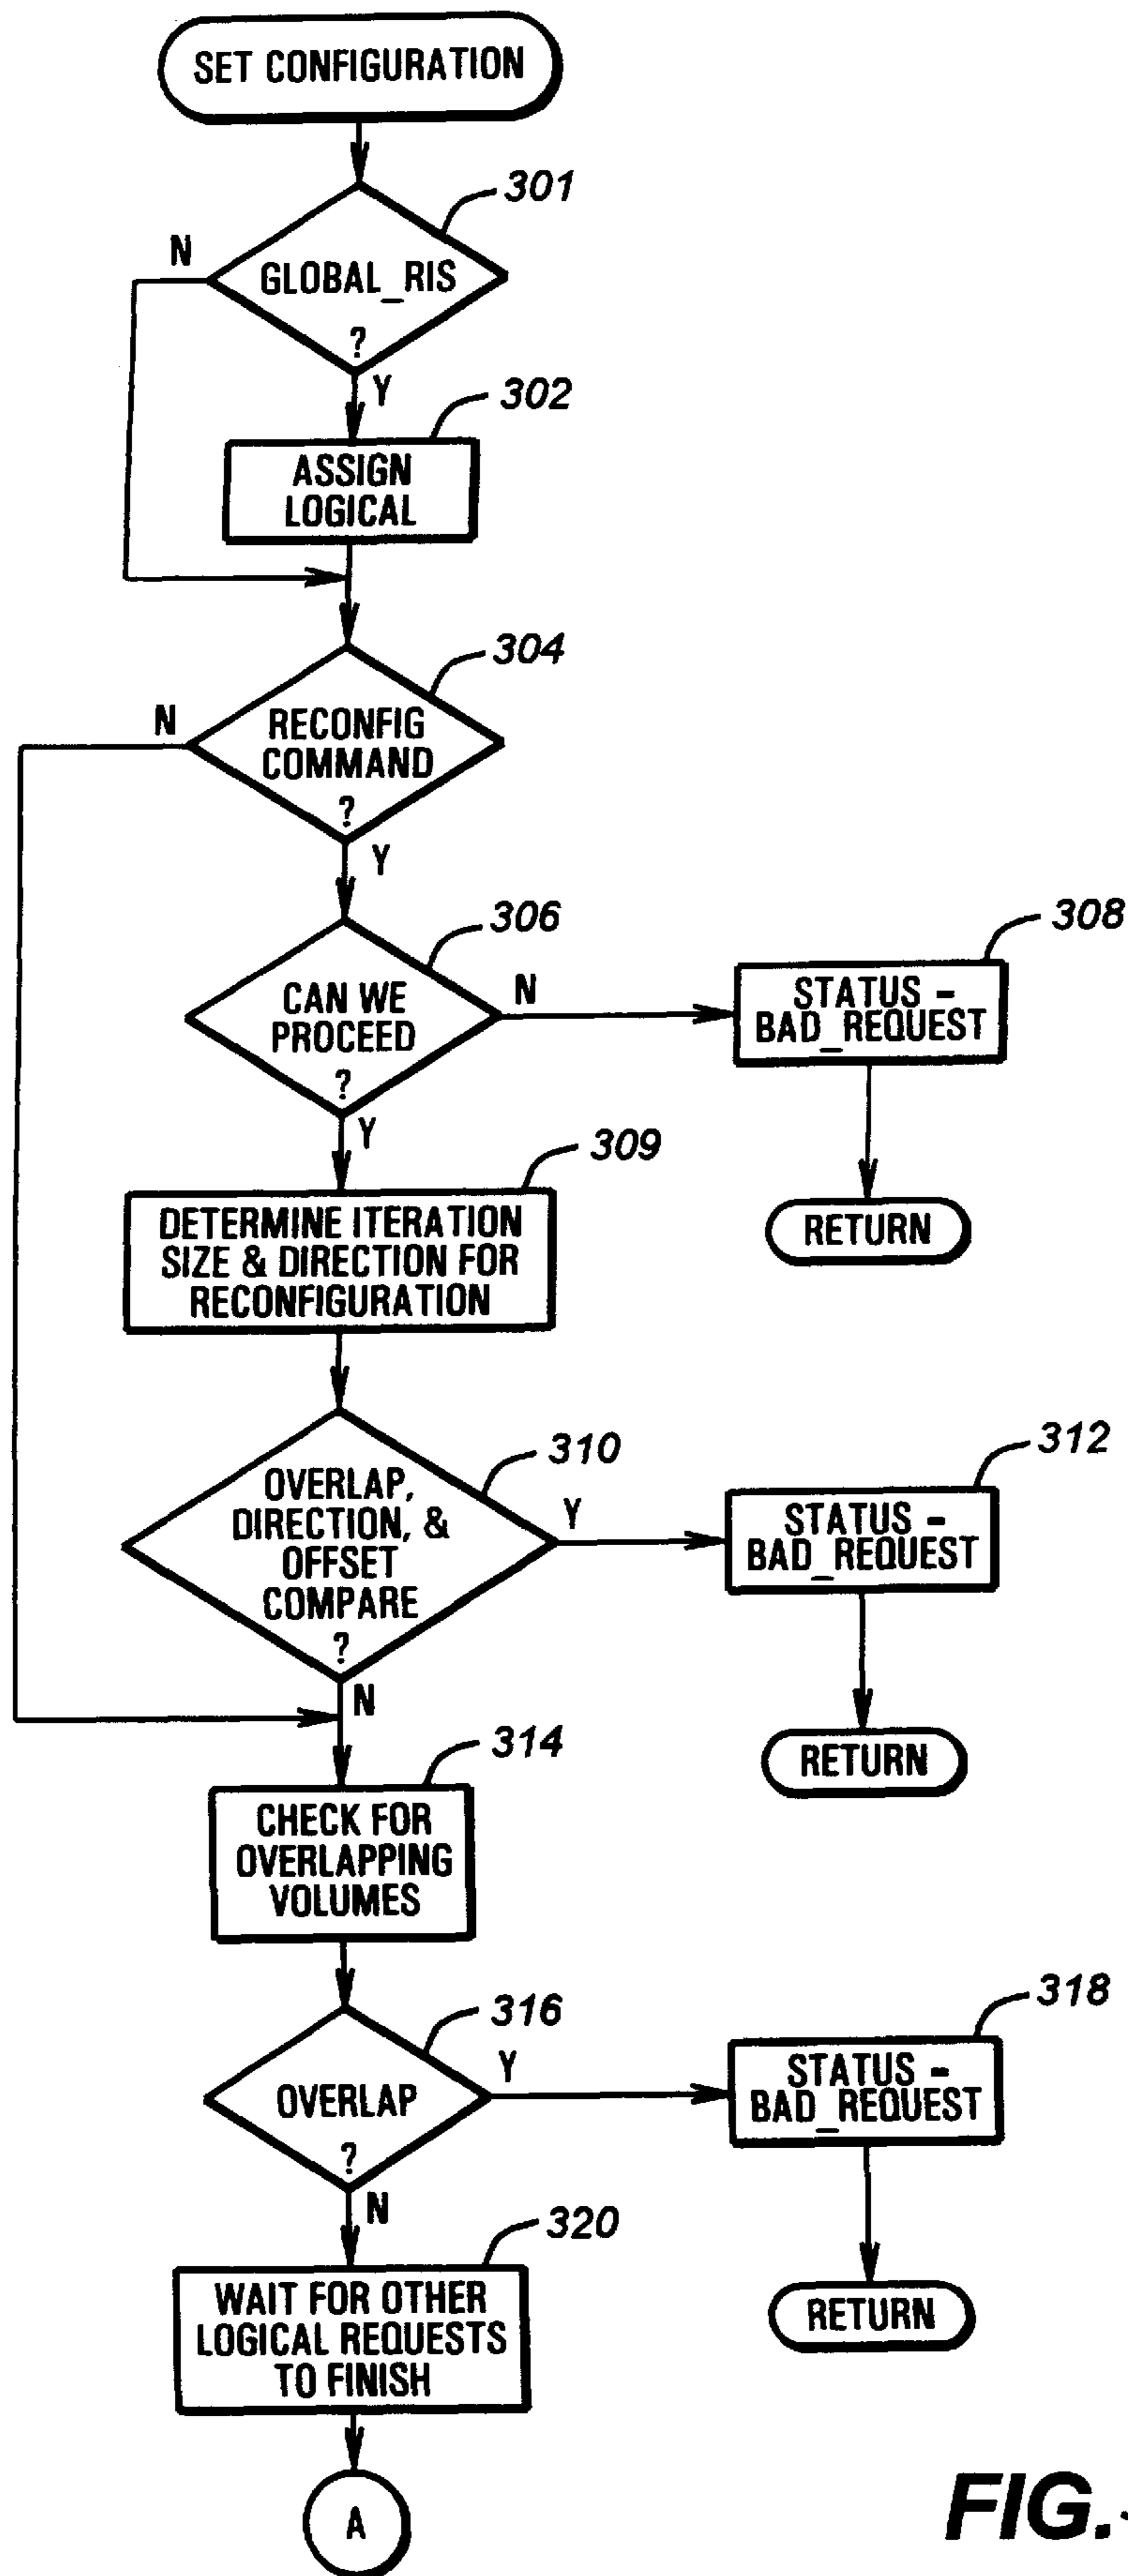 SET CONFIGURATION
301
N
GLOBAL_RIS
?
Y
302
ASSIGN
LOGICAL
304
N
RECONFIG
COMMAND
?
Y
306
CAN WE
PROCEED
?
N
308
STATUS -
BAD_REQUEST
RETURN
Y
309
DETERMINE ITERATION
SIZE & DIRECTION FOR
RECONFIGURATION
310
OVERLAP,
DIRECTION, &
OFFSET
COMPARE
?
Y
312
STATUS -
BAD_REQUEST
RETURN
N
314
CHECK FOR
OVERLAPPING
VOLUMES
316
OVERLAP
?
Y
318
STATUS -
BAD_REQUEST
RETURN
N
320
WAIT FOR OTHER
LOGICAL REQUESTS
TO FINISH
A
FIG.